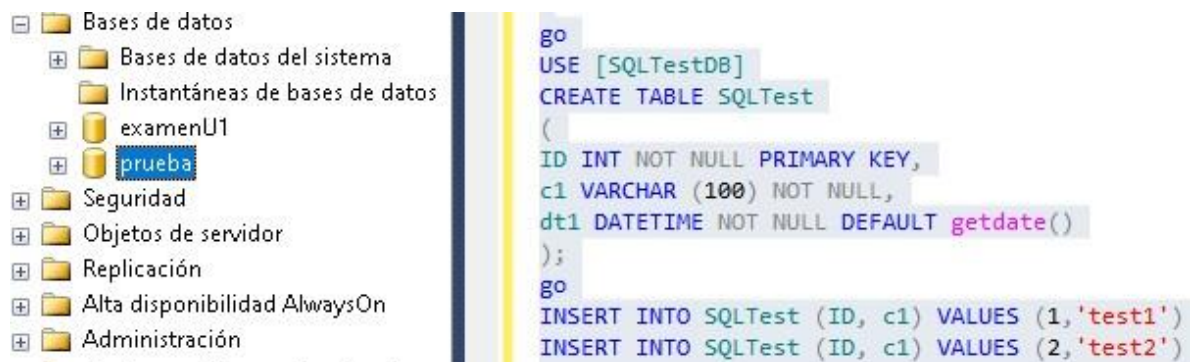 Bases de datos
Bases de datos del sistema
Instantáneas de bases de datos
examenU1
prueba
Seguridad
Objetos de servidor
Replicación
Alta disponibilidad AlwaysOn
Administración
go
USE [SQLTestDB]
CREATE TABLE SQLTest
(
ID INT NOT NULL PRIMARY KEY,
c1 VARCHAR (100) NOT NULL,
dt1 DATETIME NOT NULL DEFAULT getdate()
);
go
INSERT INTO SQLTest (ID, c1) VALUES (1,'test1')
INSERT INTO SQLTest (ID, c1) VALUES (2,'test2')